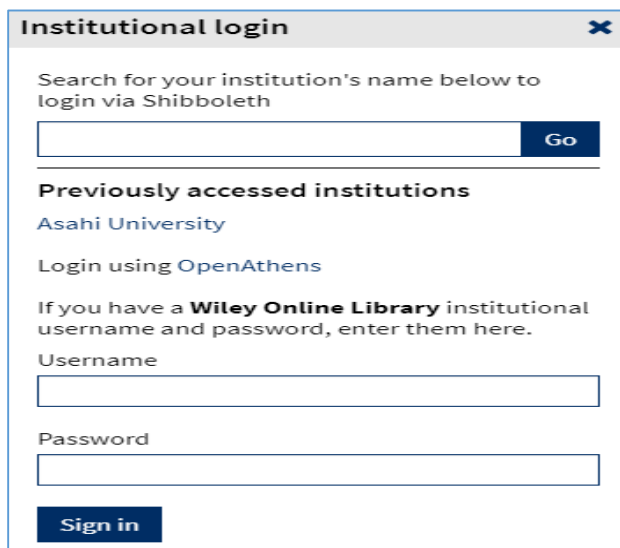 Institutional login
Search for your institution's name below to
login via Shibboleth
Go
Previously accessed institutions
Asahi University
Login using OpenAthens
If you have a Wiley Online Library institutional
username and password, enter them here.
Username
Password
Sign in